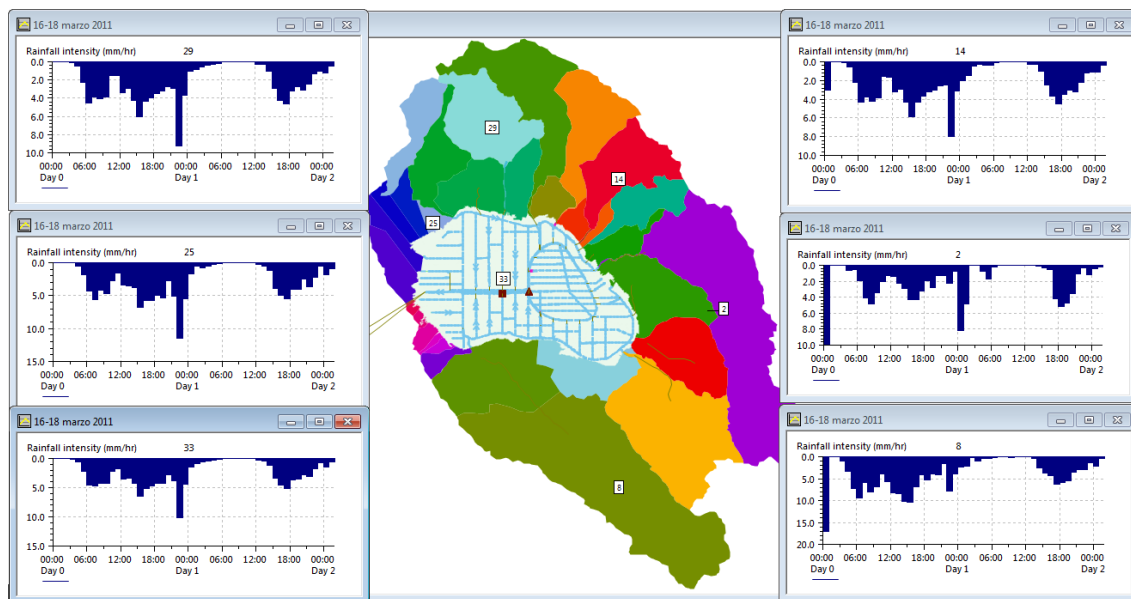 16-18 marzo 2011
Rainfall intensity (mm/hr) 29
0.0
2.0
4.0
6.0
8.0
10.0
00:00 06:00 12:00 18:00 00:00 06:00 12:00 18:00 00:00
Day 0 Day 1 Day 2
16-18 marzo 2011
Rainfall intensity (mm/hr) 25
0.0
5.0
10.0
15.0
00:00 06:00 12:00 18:00 00:00 06:00 12:00 18:00 00:00
Day 0 Day 1 Day 2
16-18 marzo 2011
Rainfall intensity (mm/hr) 33
0.0
5.0
10.0
15.0
00:00 06:00 12:00 18:00 00:00 06:00 12:00 18:00 00:00
Day 0 Day 1 Day 2
29
14
25
33
2
8
16-18 marzo 2011
Rainfall intensity (mm/hr) 14
0.0
2.0
4.0
6.0
8.0
10.0
00:00 06:00 12:00 18:00 00:00 06:00 12:00 18:00 00:00
Day 0 Day 1 Day 2
16-18 marzo 2011
Rainfall intensity (mm/hr) 2
0.0
2.0
4.0
6.0
8.0
10.0
00:00 06:00 12:00 18:00 00:00 06:00 12:00 18:00 00:00
Day 0 Day 1 Day 2
16-18 marzo 2011
Rainfall intensity (mm/hr) 8
0.0
5.0
10.0
15.0
20.0
00:00 06:00 12:00 18:00 00:00 06:00 12:00 18:00 00:00
Day 0 Day 1 Day 2